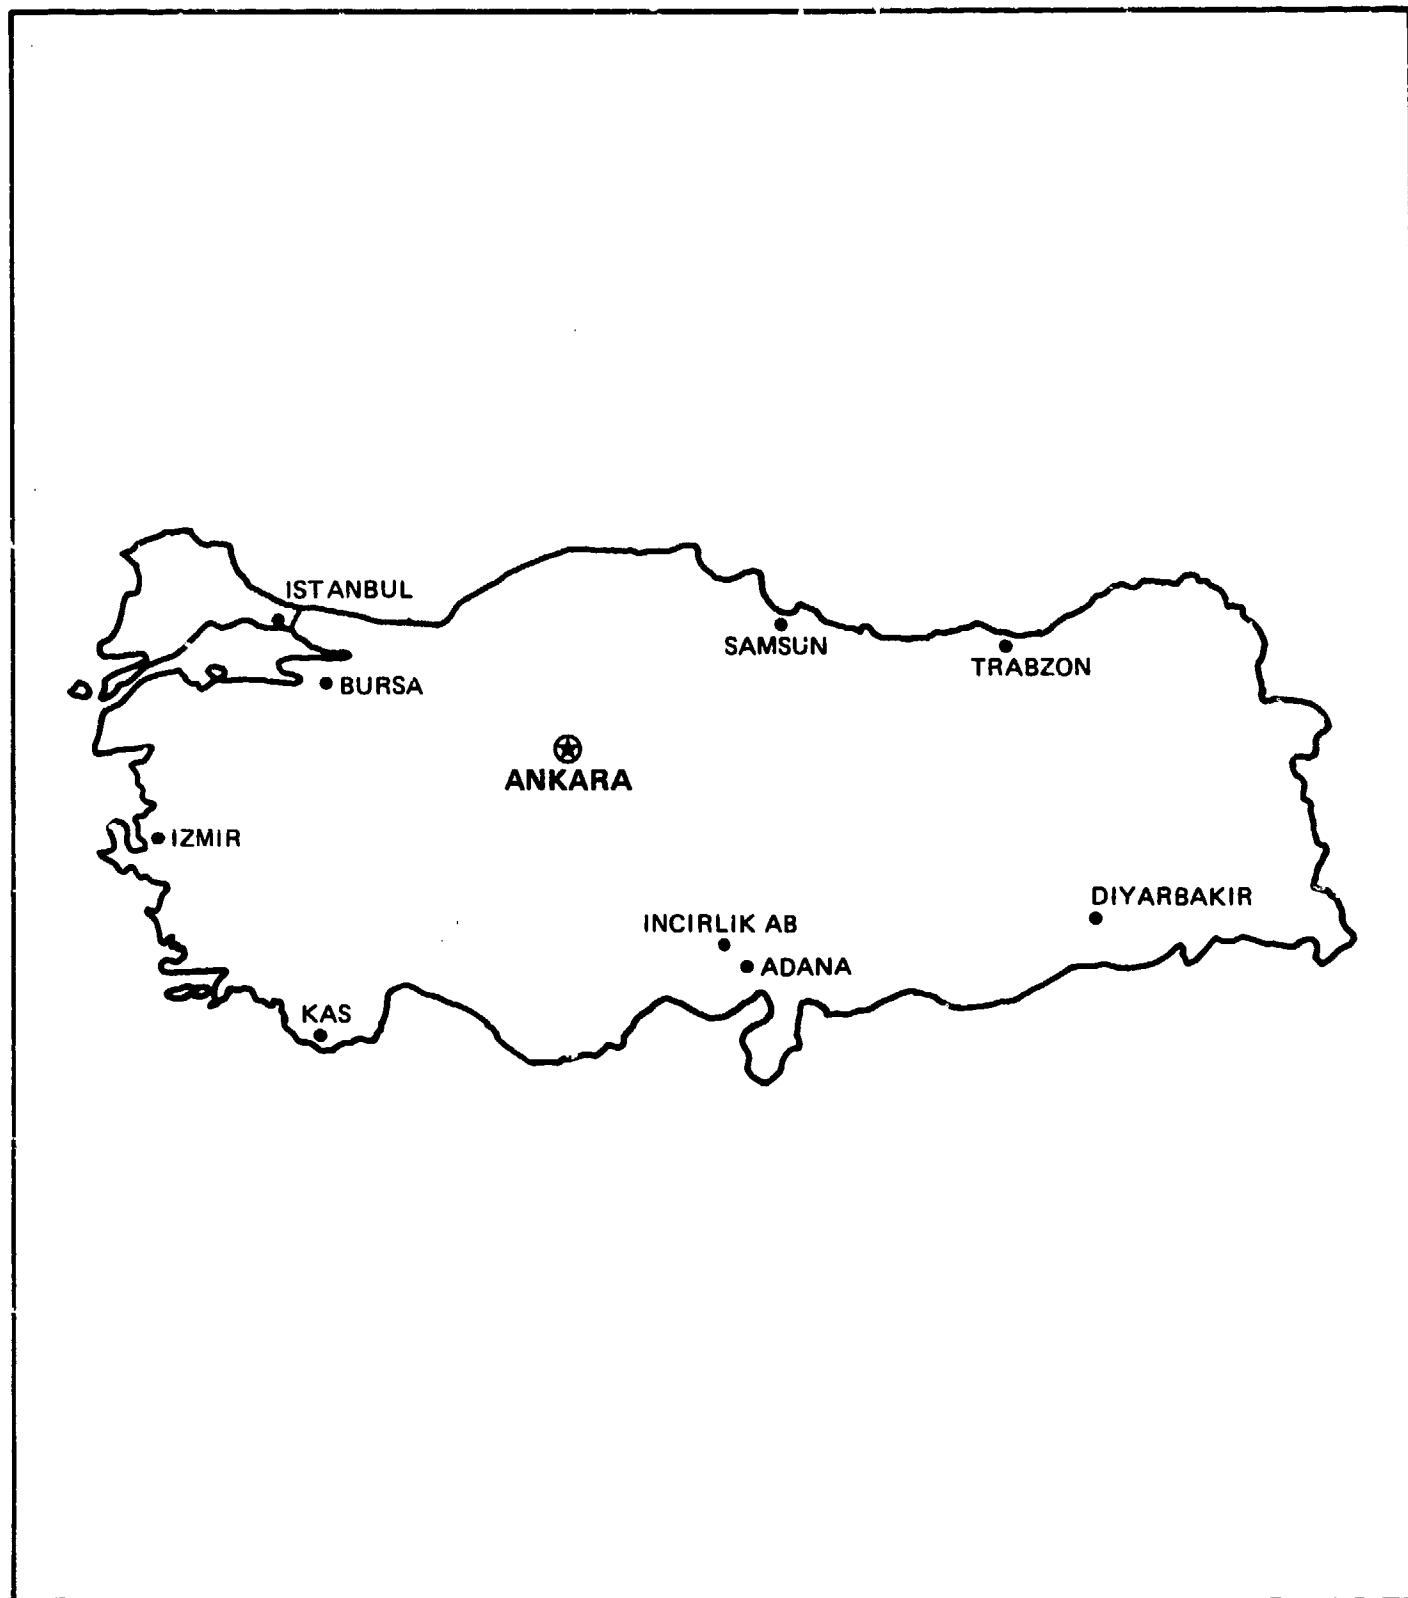 ISTANBUL
SAMSUN
TRABZON
BURSA
ANKARA
IZMIR
DIYARBAKIR
INCIRLIK AB
ADANA
KAS